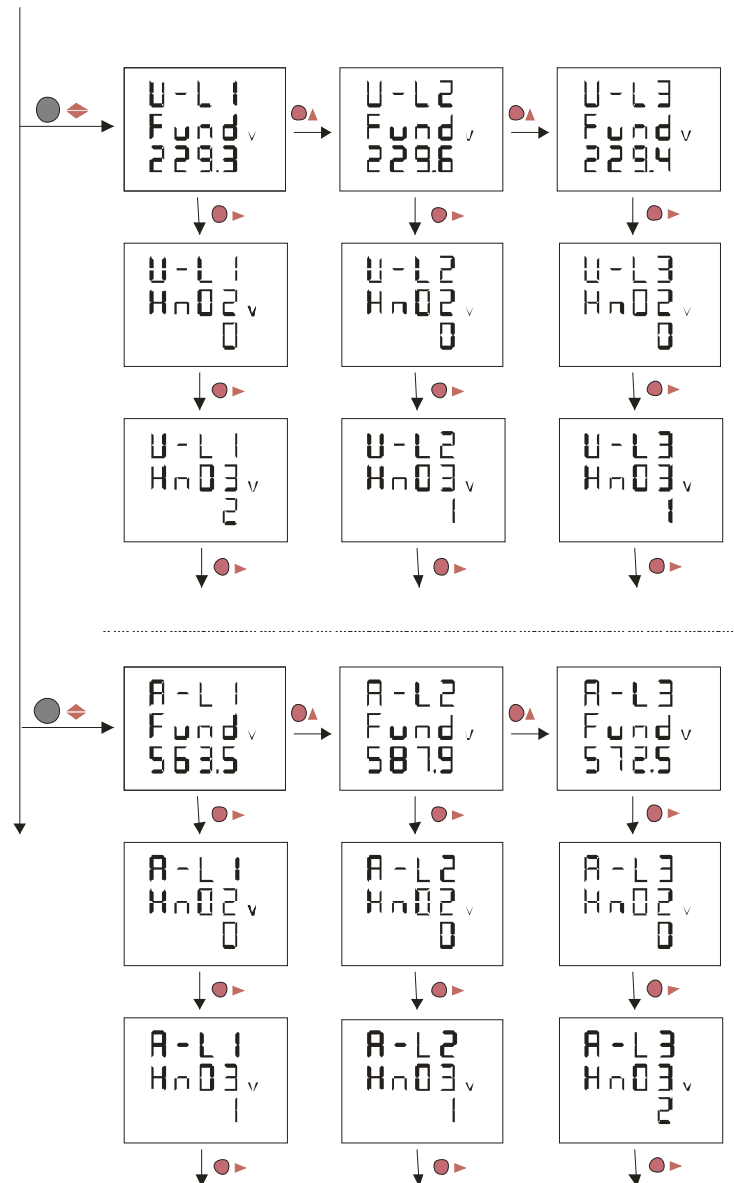 U-L1
Fund v
229.3
U-L2
Fund v
229.6
U-L3
Fund v
229.4
U-L1
Hn02 v
0
U-L2
Hn02 v
0
U-L3
Hn02 v
0
U-L1
Hn03 v
2
U-L2
Hn03 v
1
U-L3
Hn03 v
1
A-L1
Fund v
563.5
A-L2
Fund v
587.9
A-L3
Fund v
572.5
A-L1
Hn02 v
0
A-L2
Hn02 v
0
A-L3
Hn02 v
0
A-L1
Hn03 v
1
A-L2
Hn03 v
1
A-L3
Hn03 v
2